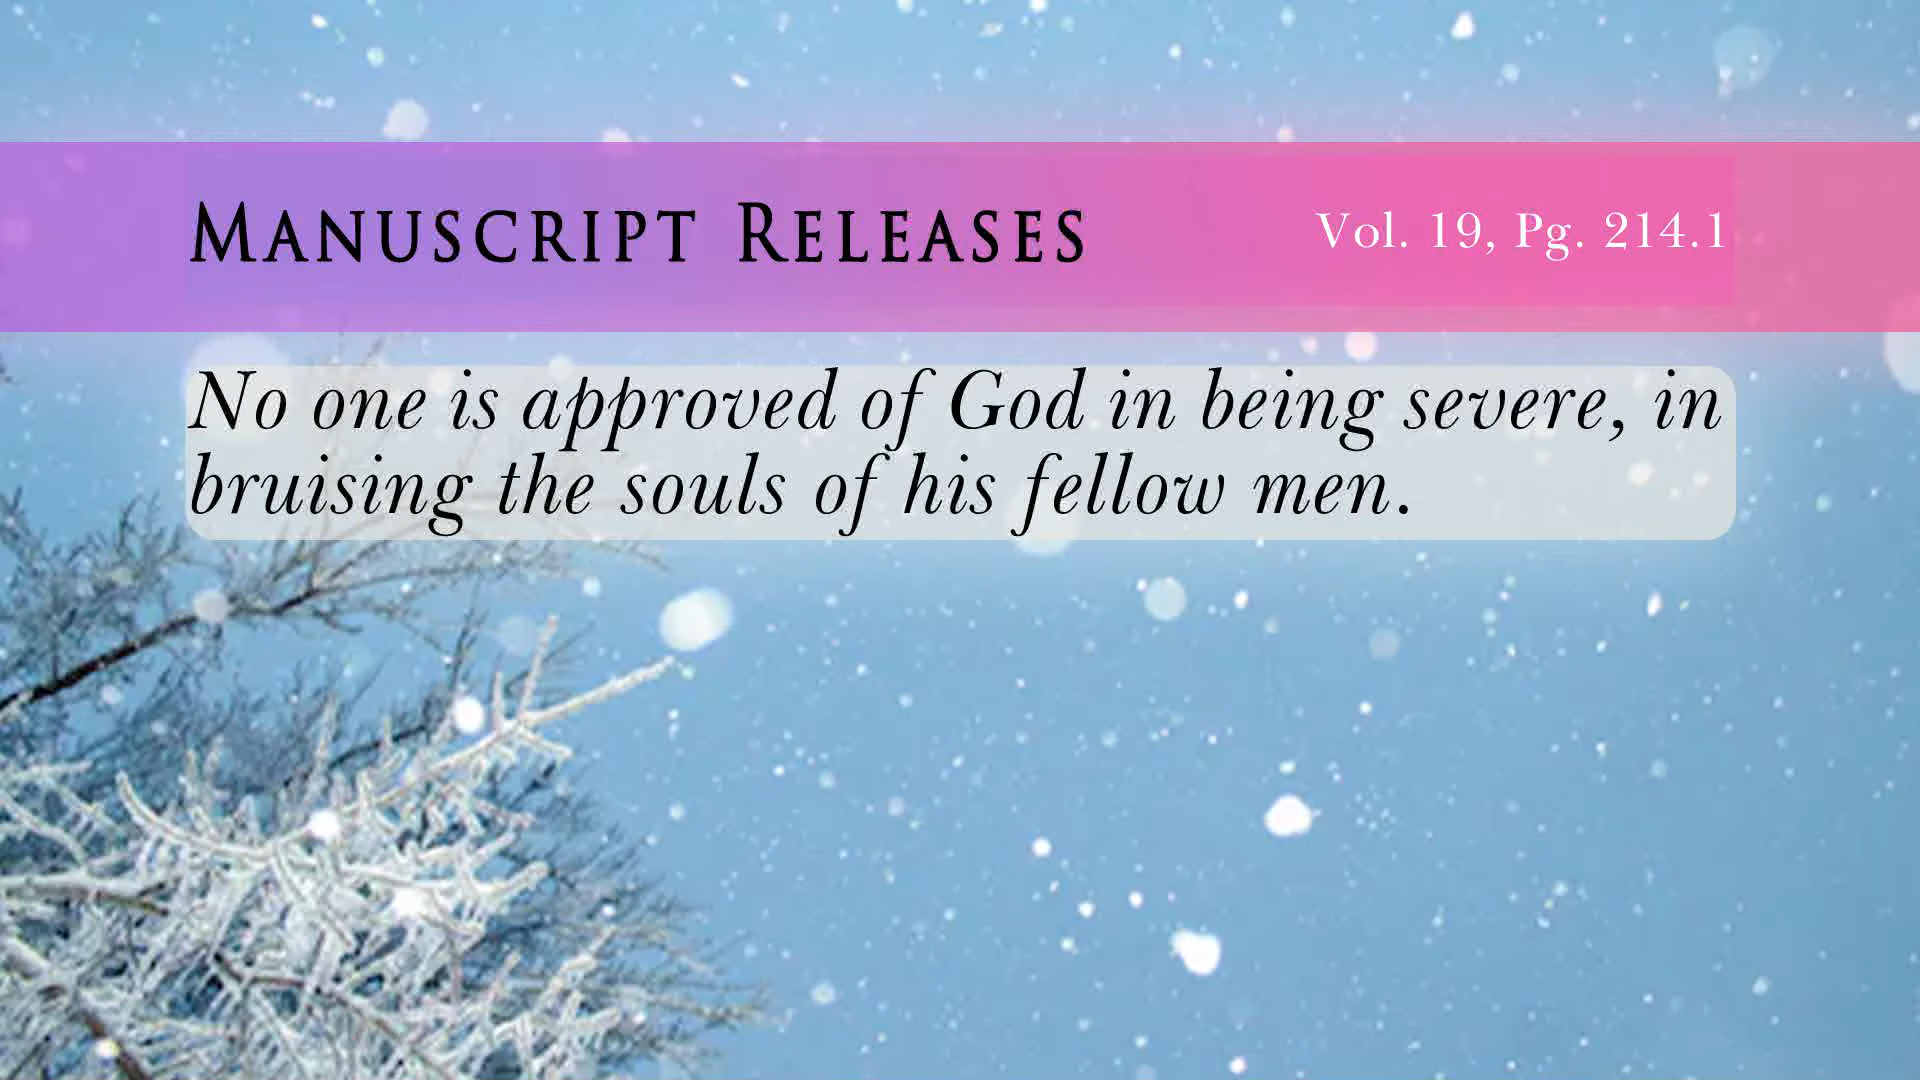 Manuscript Releases
Vol. 19, Pg. 214.1
No one is approved of God in being severe, in
bruising the souls of his fellow men.